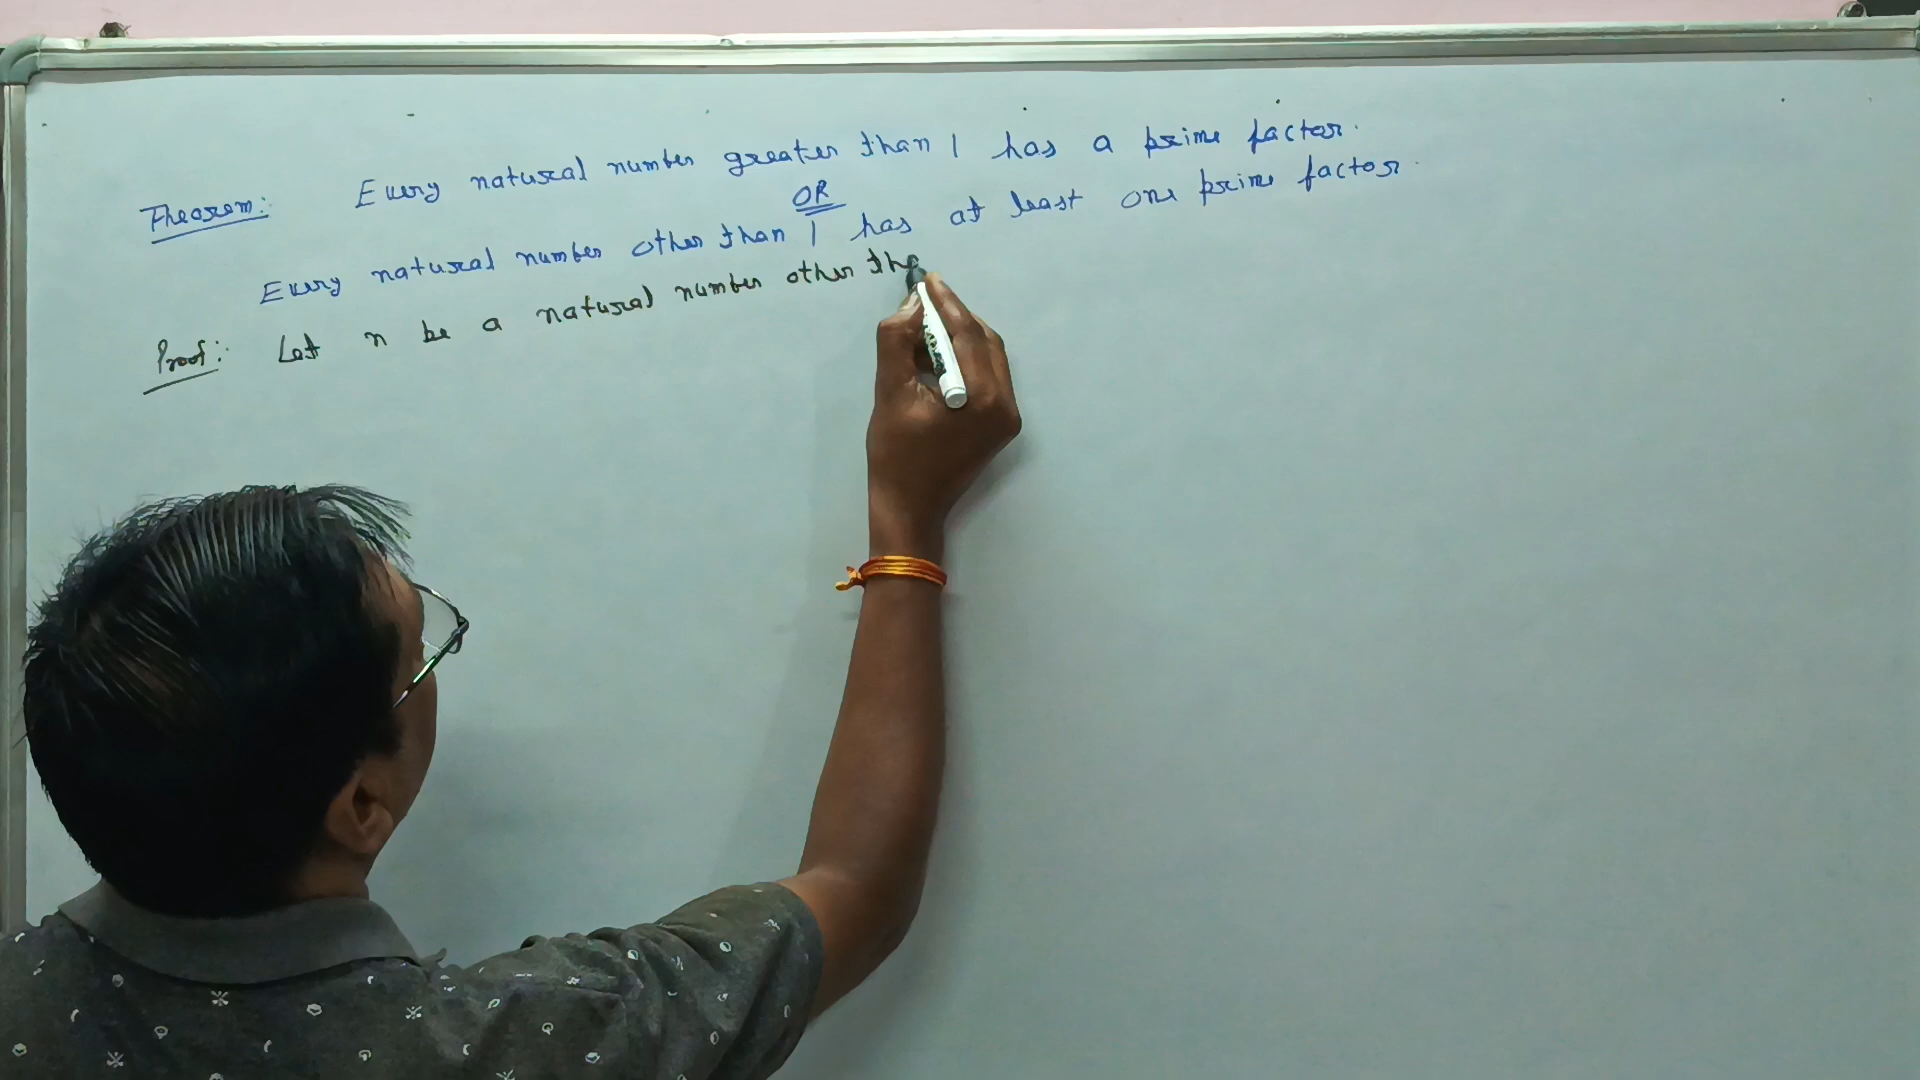 Theorem: Every natural number greater than 1 has a prime factor.
OR
Every natural number other than 1 has at least one prime factor.
Proof: Let n be a natural number other tha